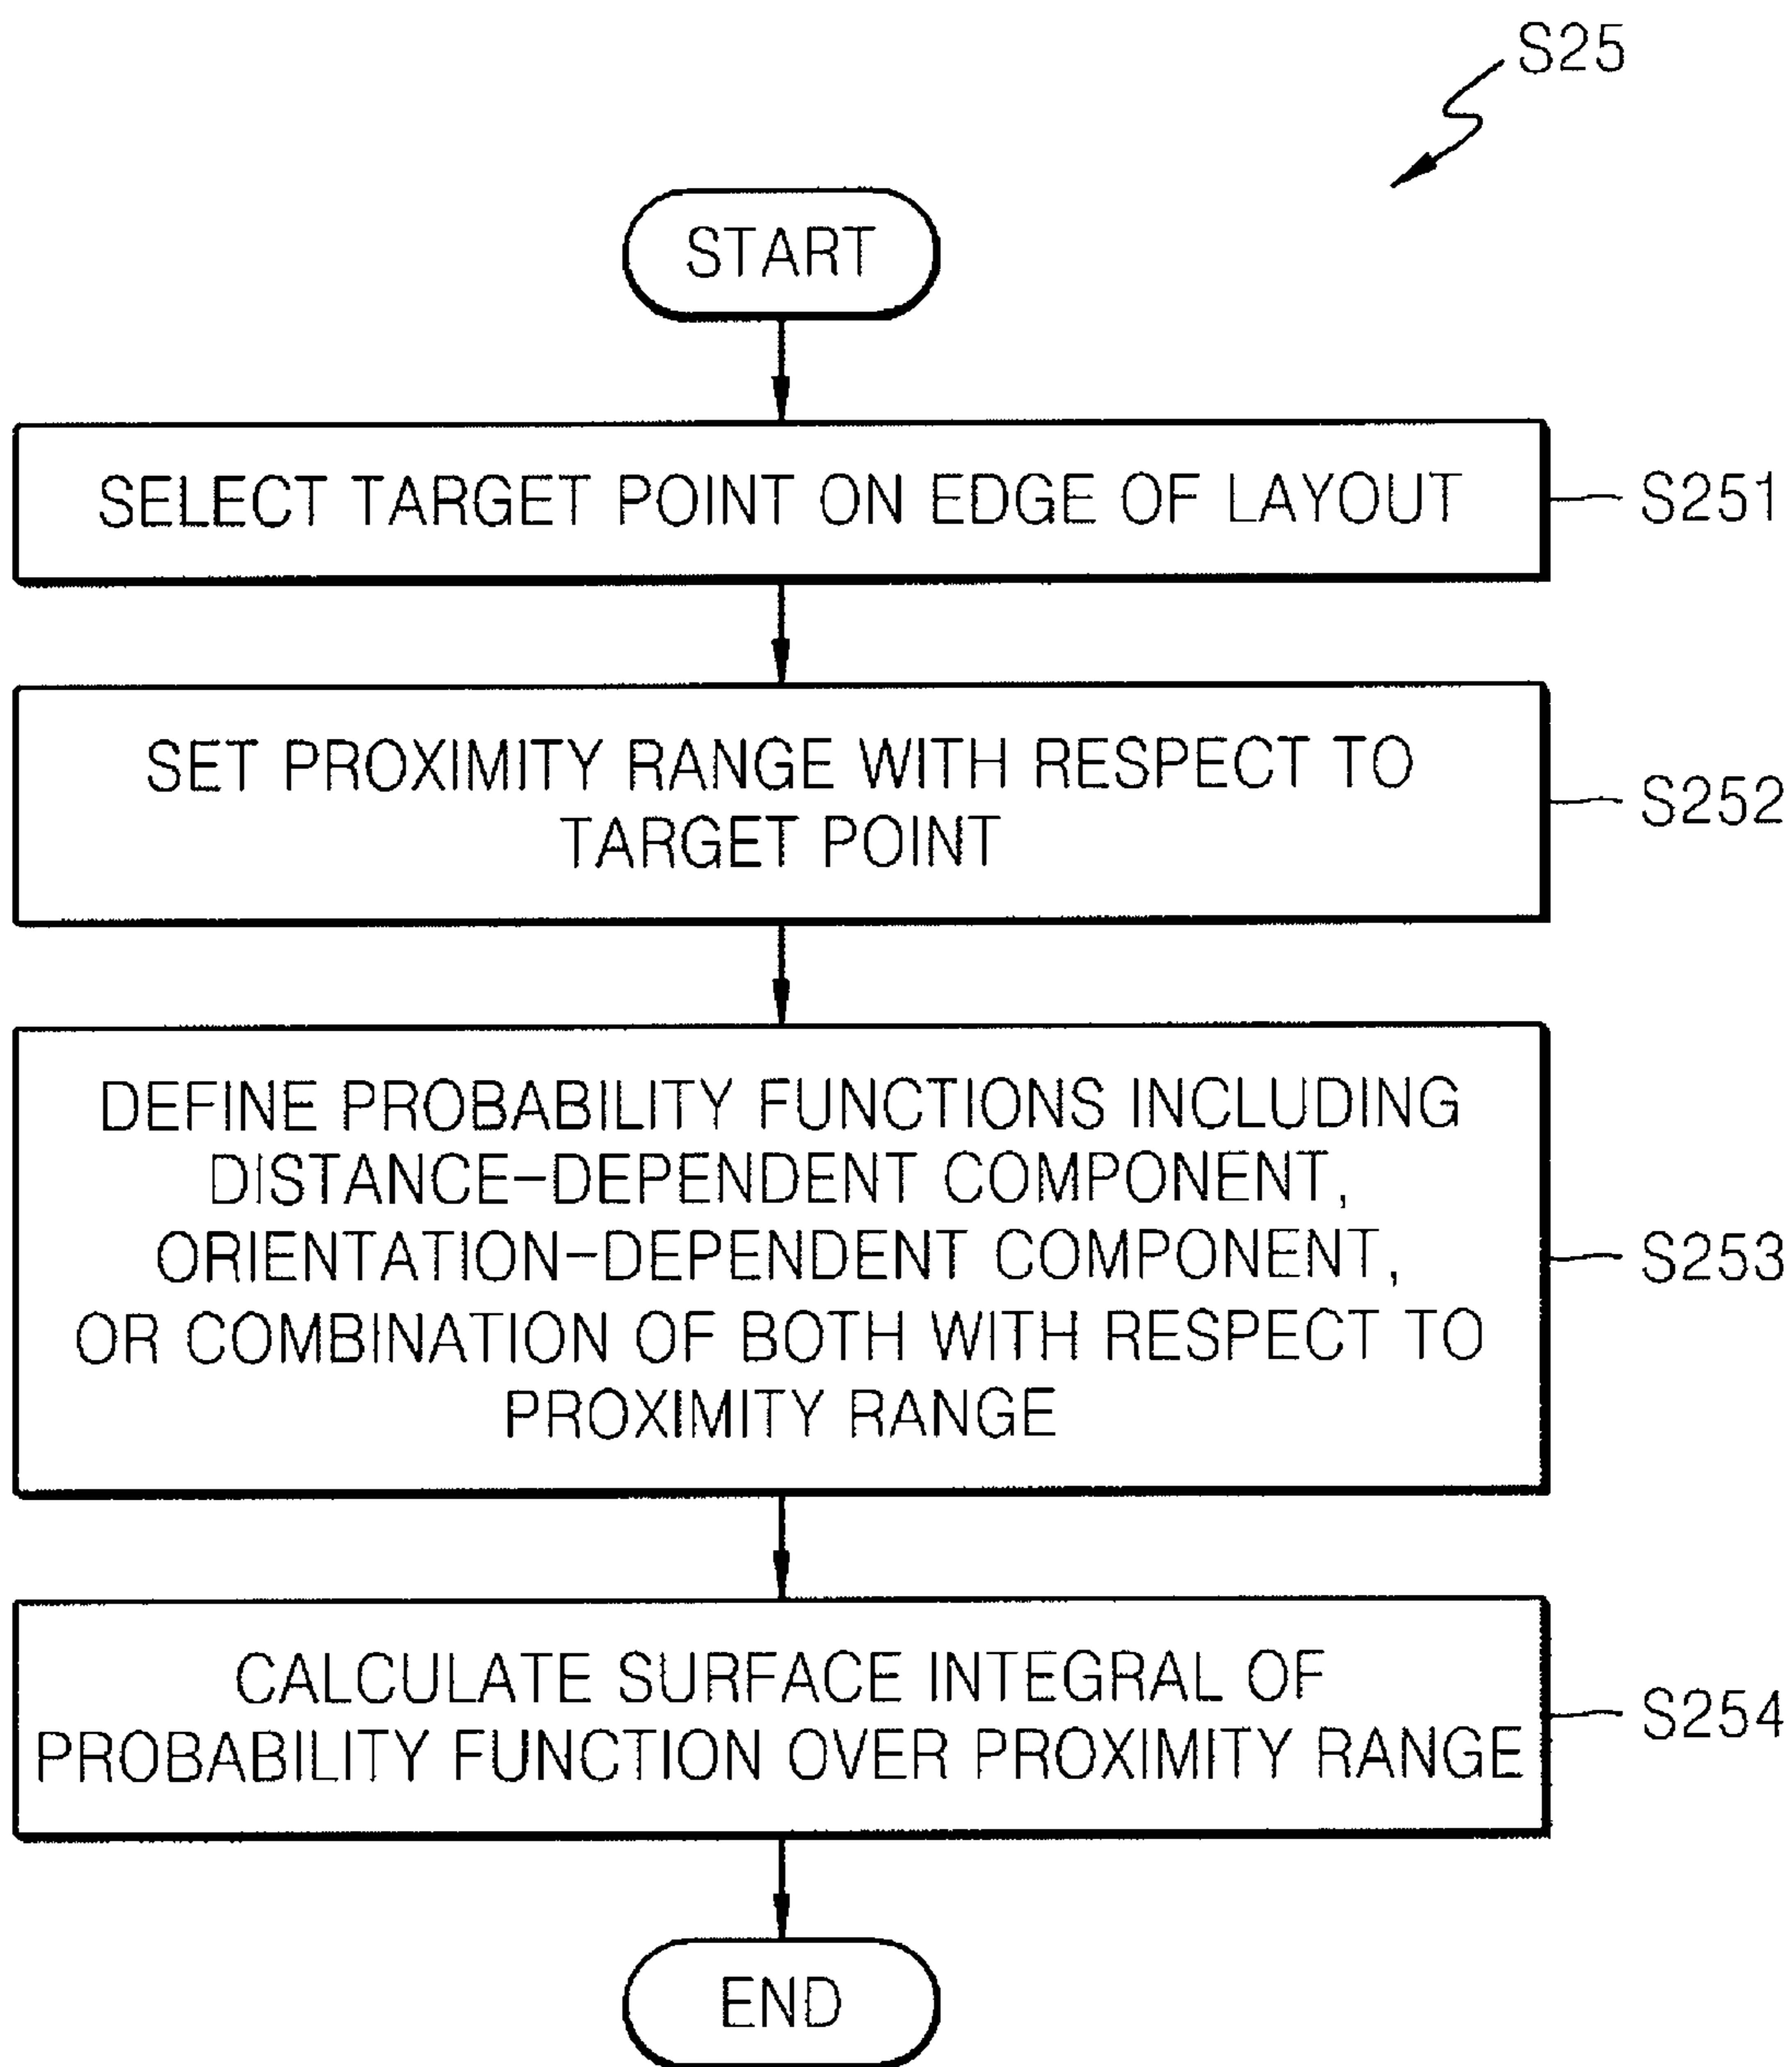 S25
START
SELECT TARGET POINT ON EDGE OF LAYOUT
S251
SET PROXIMITY RANGE WITH RESPECT TO
TARGET POINT
S252
DEFINE PROBABILITY FUNCTIONS INCLUDING
DISTANCE-DEPENDENT COMPONENT,
ORIENTATION-DEPENDENT COMPONENT,
OR COMBINATION OF BOTH WITH RESPECT TO
PROXIMITY RANGE
S253
CALCULATE SURFACE INTEGRAL OF
PROBABILITY FUNCTION OVER PROXIMITY RANGE
S254
END